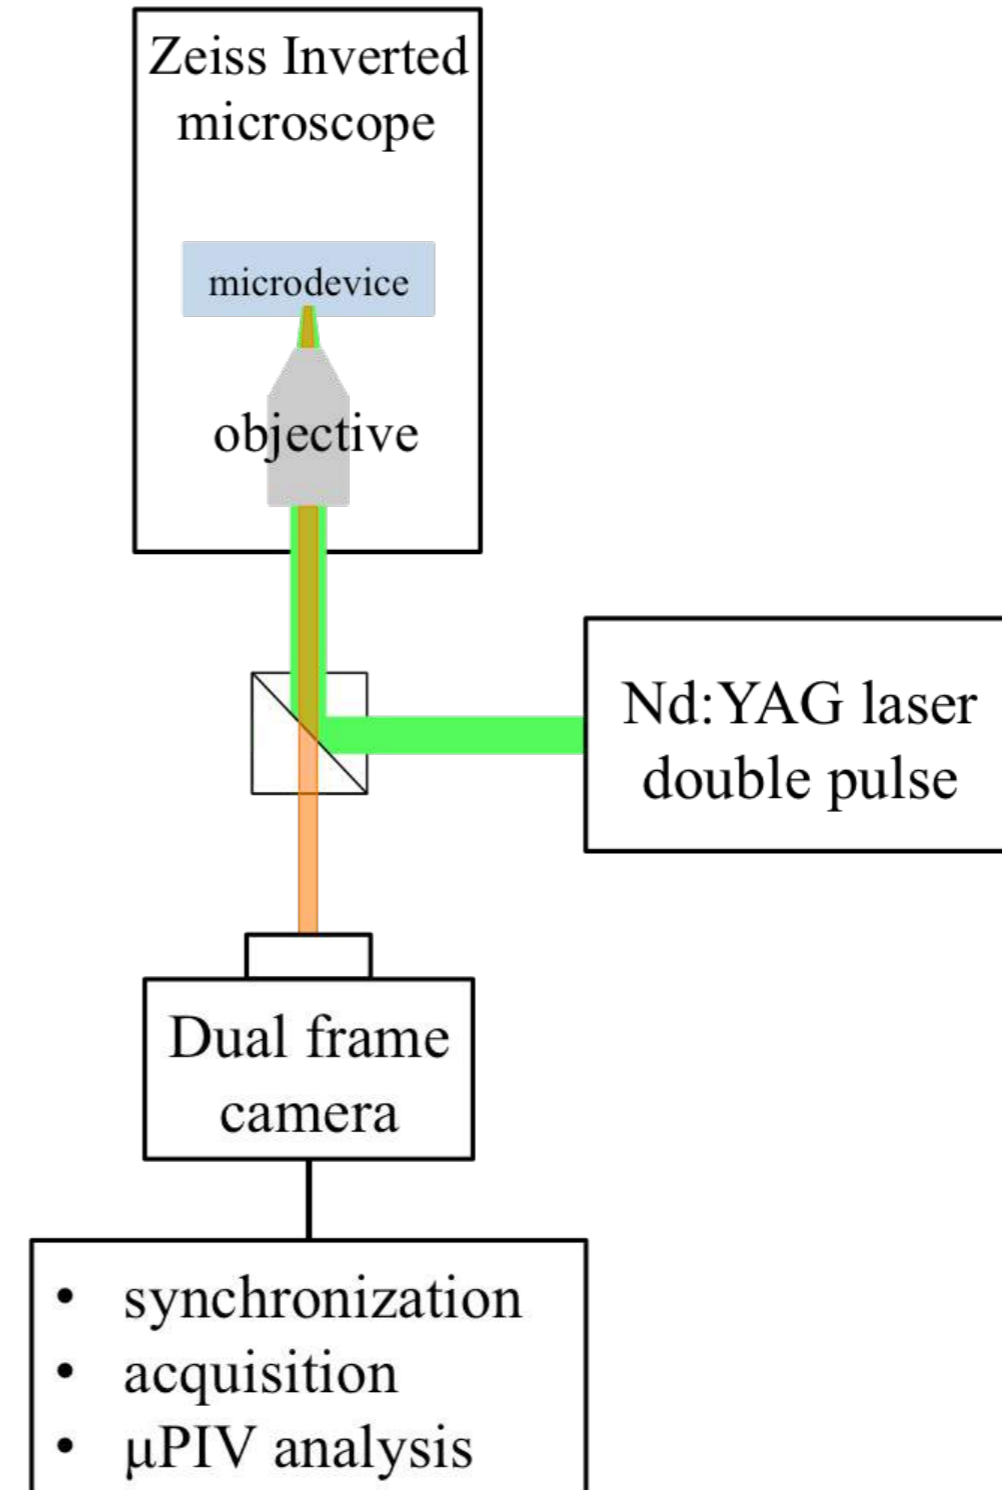 Zeiss Inverted
microscope
microdevice
objective
Nd:YAG laser
double pulse
Dual frame
camera
• synchronization
• acquisition
• μPIV analysis